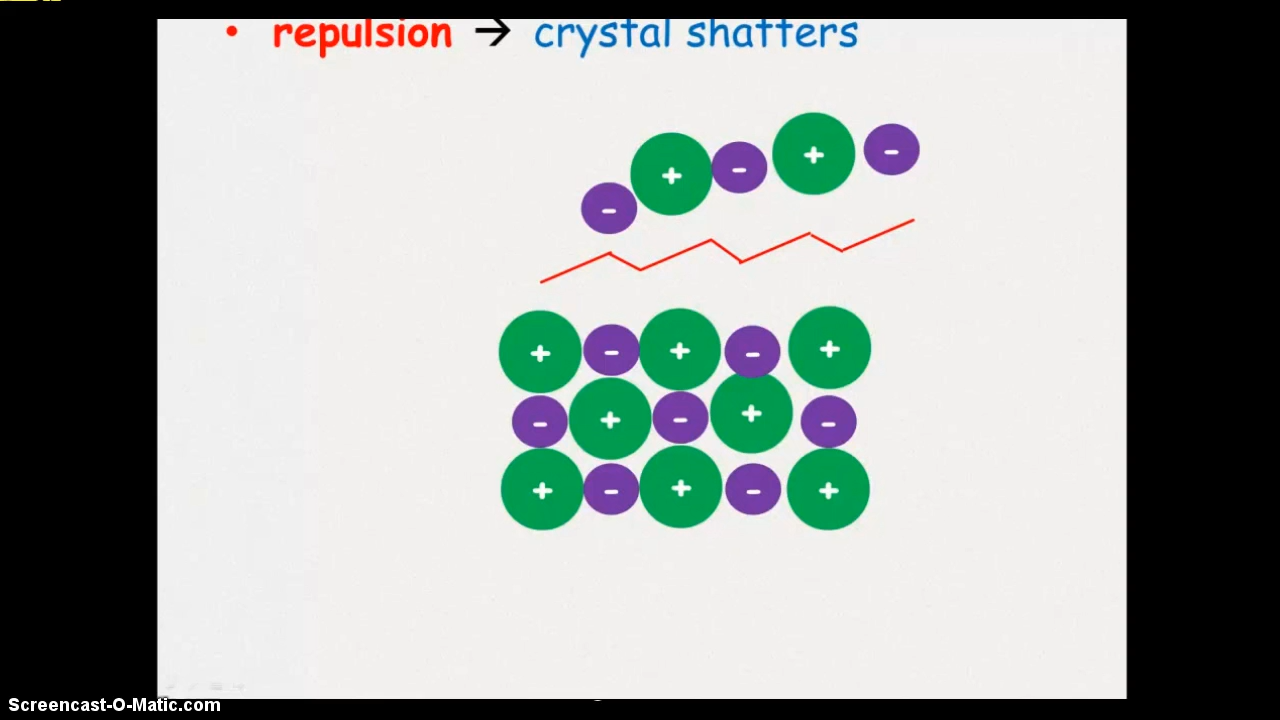 • repulsion → crystal shatters
- + - + -
+ - + - +
- + - + -
+ - + - +
Screencast-O-Matic.com